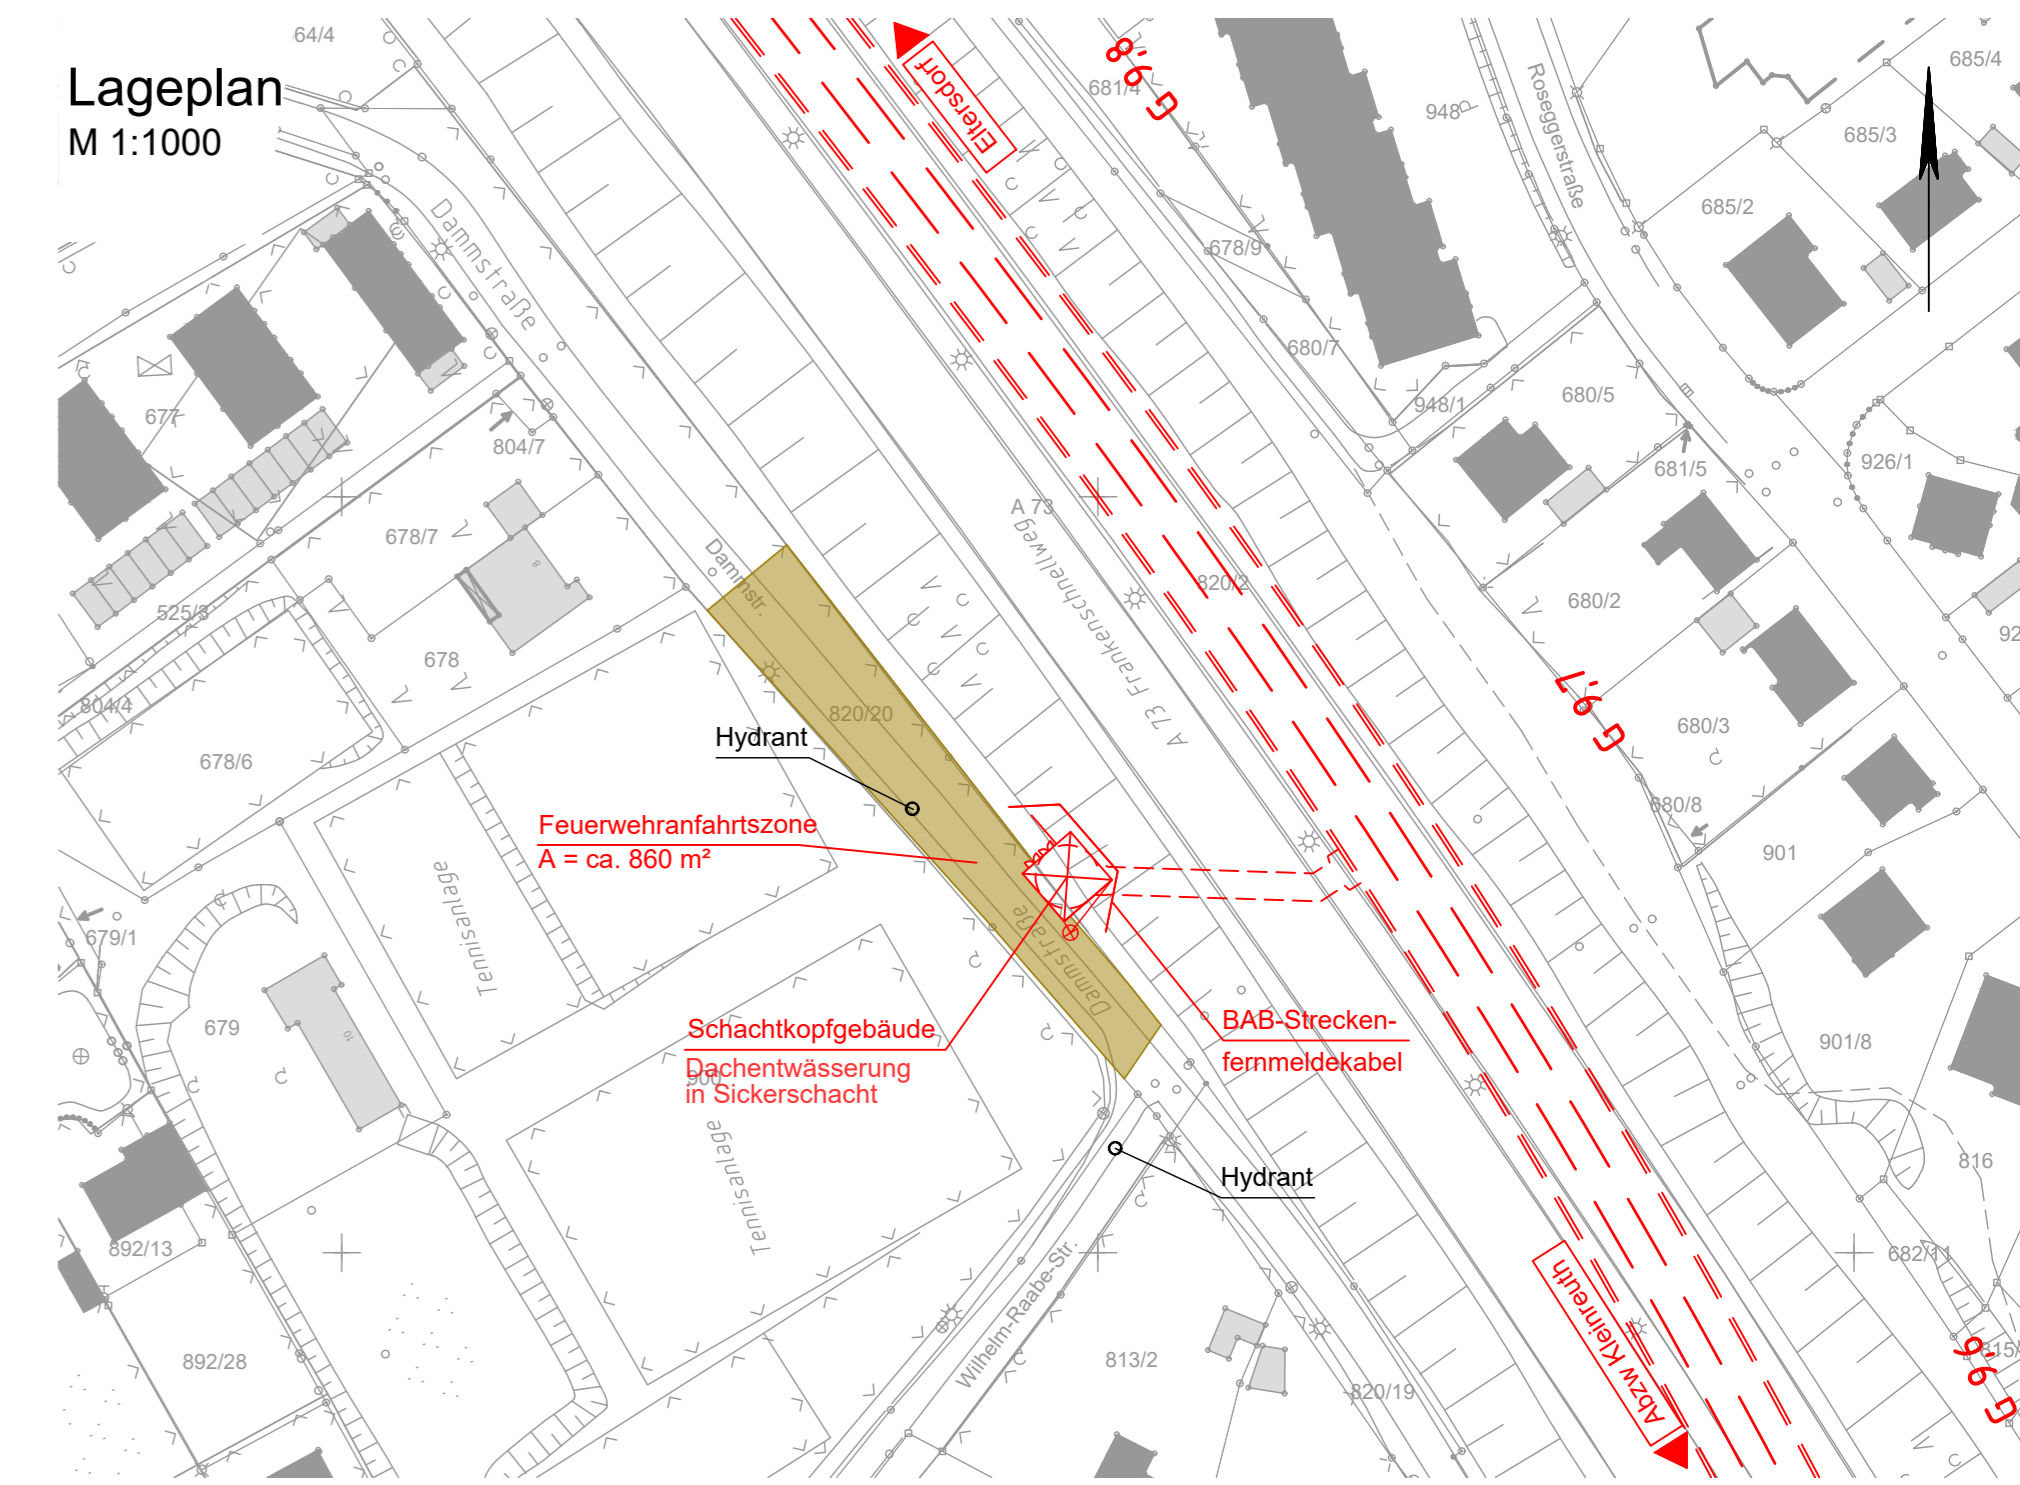 Lageplan
M 1:1000
64/4
Eltersdorf
681/4
G 9,8
948
Roseggerstraße
685/4
685/3
685/2
Dammstraße
678/9
680/7
948/1
680/5
677
804/7
681/5
926/1
A 73
678/7
8
Dammstr.
A 73 Frankenschnellweg
820/2
680/2
525/3
678
804/4
820/20
G 9,7
680/3
678/6
Hydrant
Feuerwehranfahrtszone
A = ca. 860 m²
680/8
901
Tennisanlage
679/1
Dammstraße
679
10
Schachtkopfgebäude
Dachentwässerung
in Sickerschacht
900
BAB-Strecken-
fernmeldekabel
901/8
Tennisanlage
Hydrant
816
892/13
Wilhelm-Raabe-Str.
682/11
Abzw Kleinreuth
892/28
813/2
820/19
G 9,6